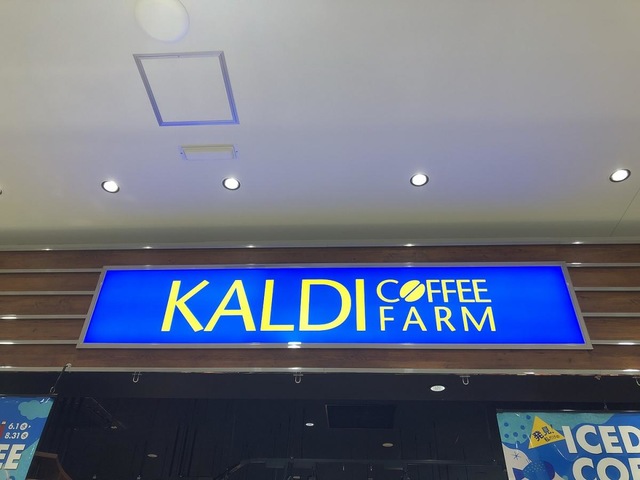 KALDI COFFEE
FARM
6.1
8.31
EE
発見!
ICED
COF